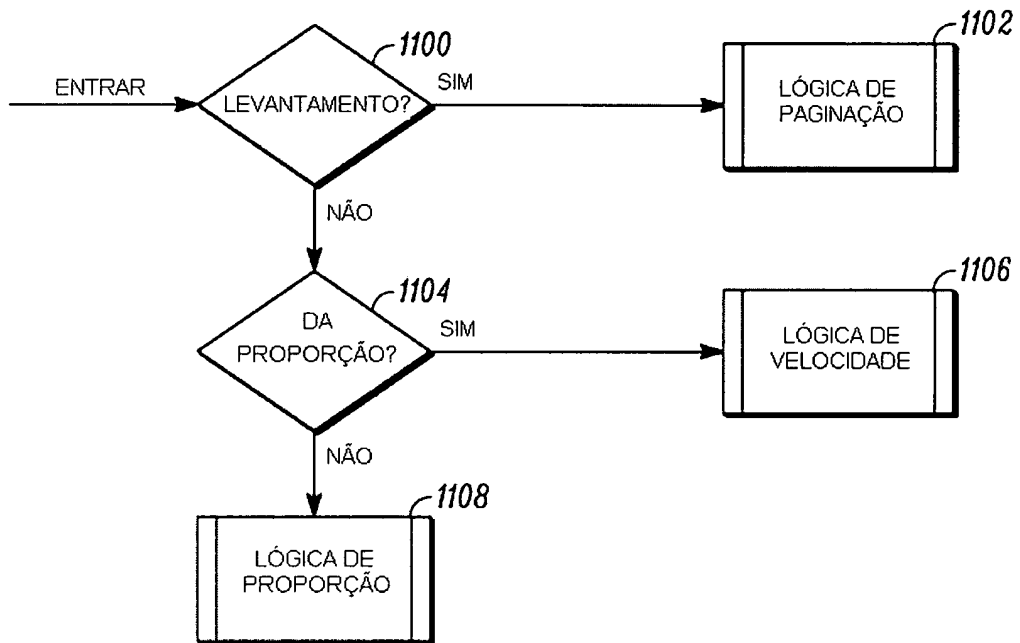 1100
1102
ENTRAR
LEVANTAMENTO?
SIM
LÓGICA DE
PAGINAÇÃO
NÃO
1104
1106
DA
PROPORÇÃO?
SIM
LÓGICA DE
VELOCIDADE
NÃO
1108
LÓGICA DE
PROPORÇÃO